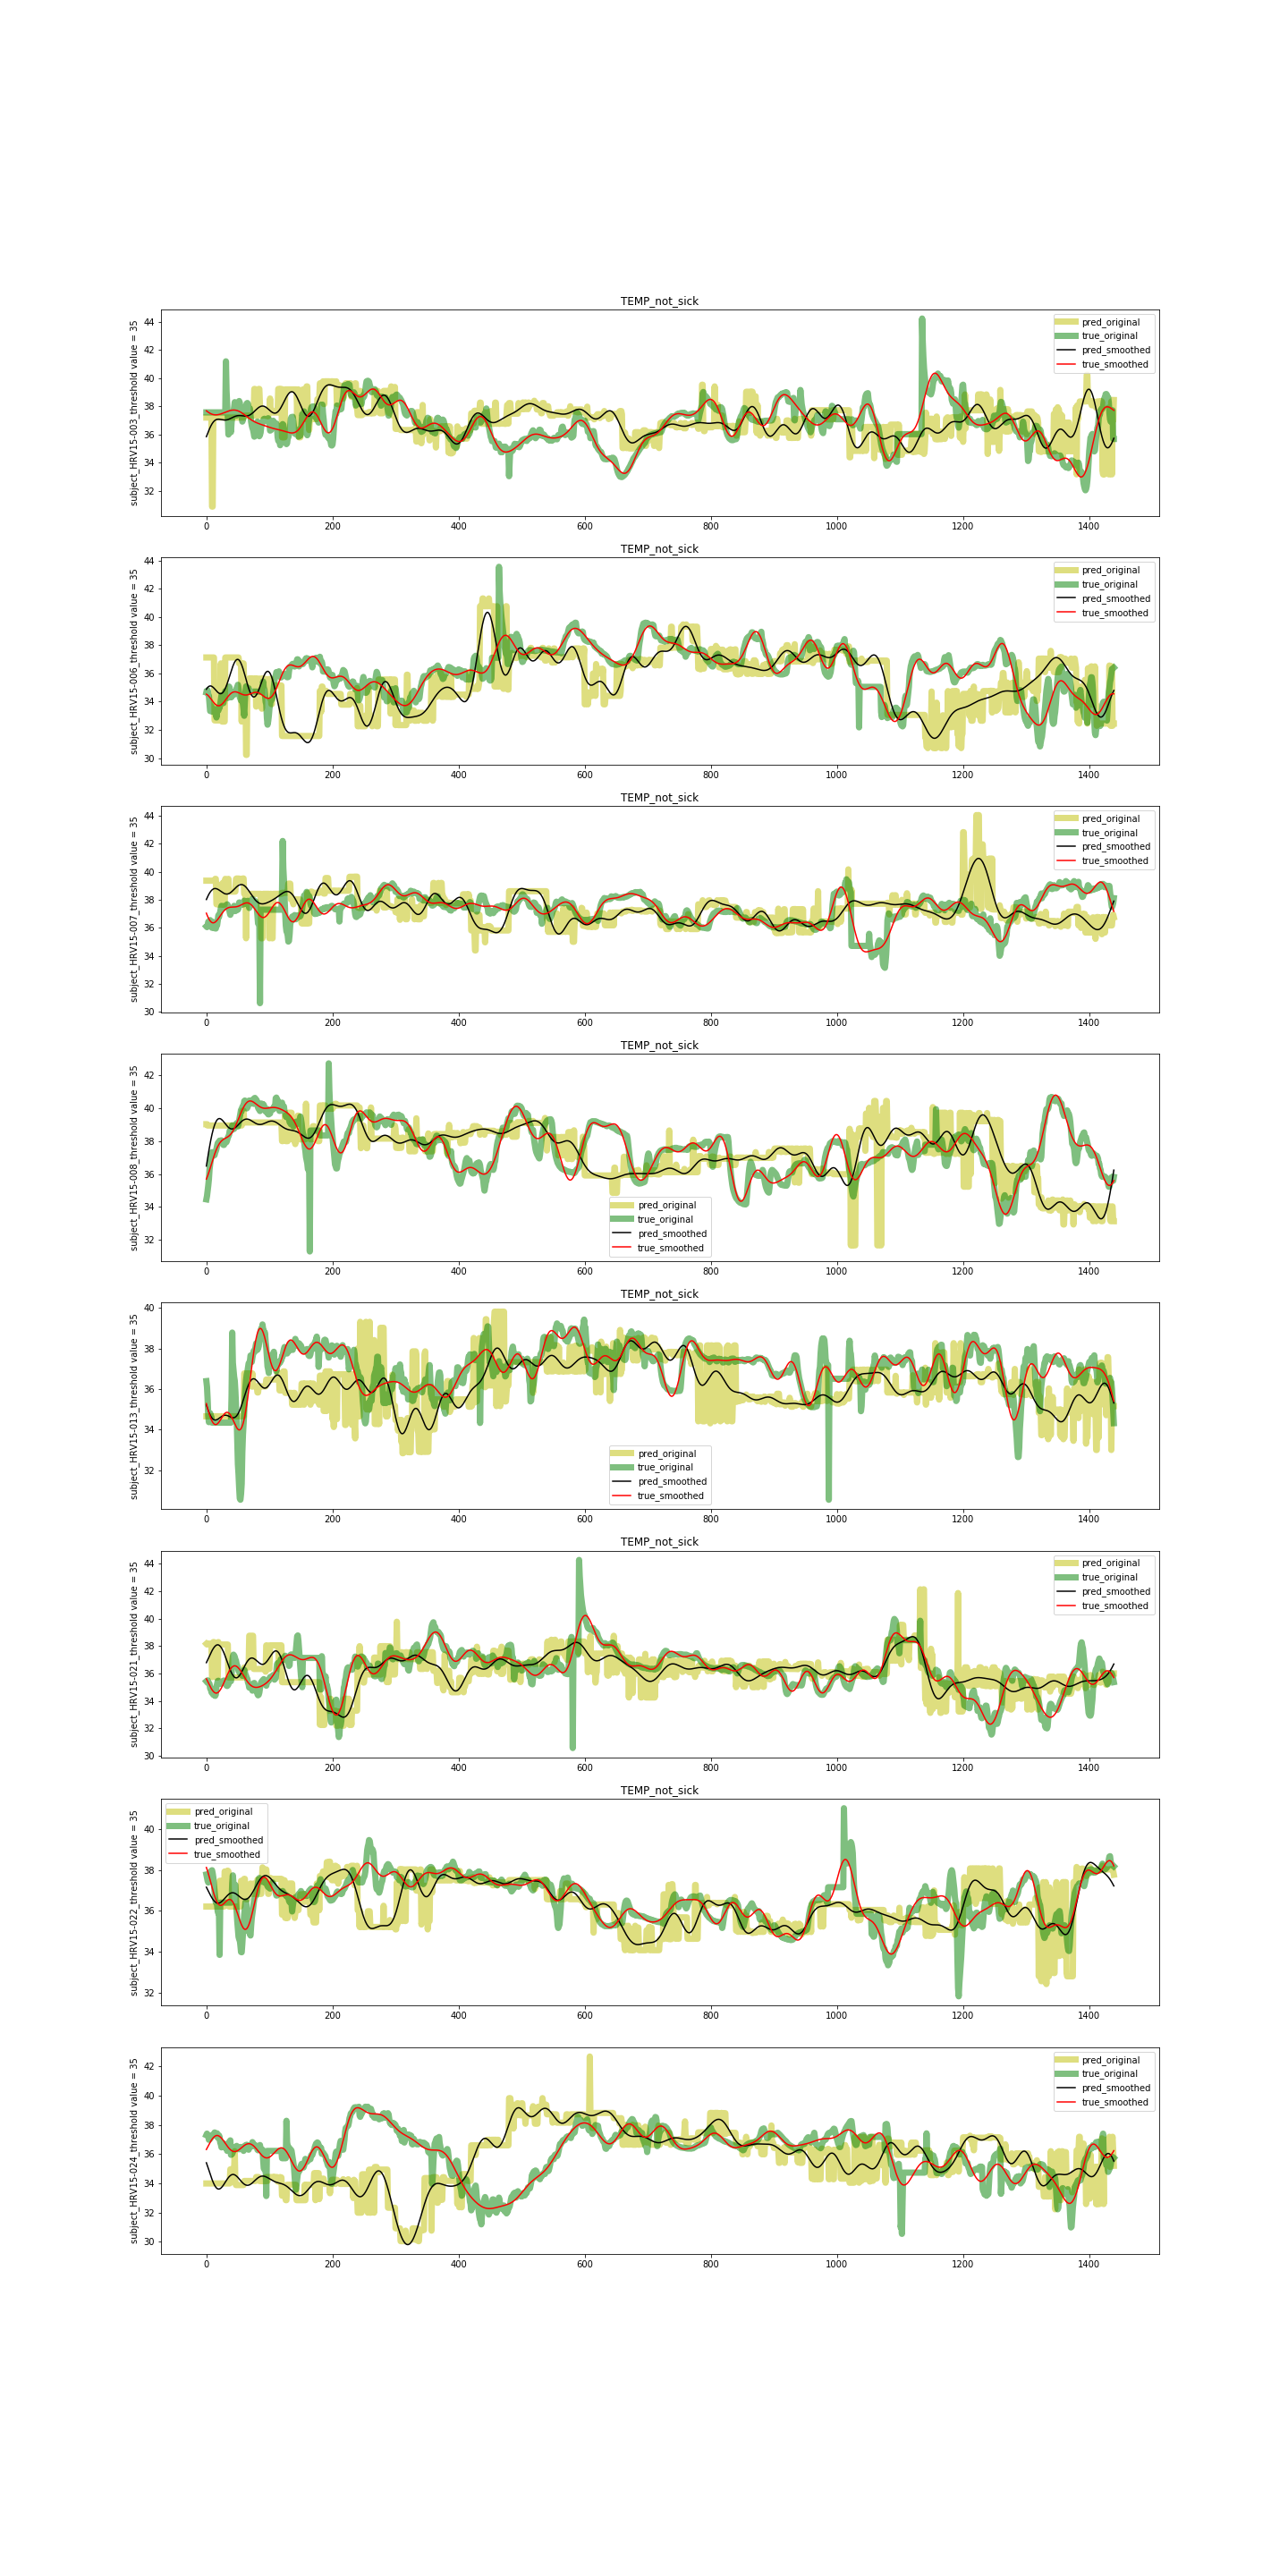 TEMP_not_sick
subject_HRV15-003_threshold value = 35
44
42
40
38
36
34
32
pred_original
true_original
pred_smoothed
true_smoothed
0 200 400 600 800 1000 1200 1400
TEMP_not_sick
subject_HRV15-006_threshold value = 35
44
42
40
38
36
34
32
30
pred_original
true_original
pred_smoothed
true_smoothed
0 200 400 600 800 1000 1200 1400
TEMP_not_sick
subject_HRV15-007_threshold value = 35
44
42
40
38
36
34
32
30
pred_original
true_original
pred_smoothed
true_smoothed
0 200 400 600 800 1000 1200 1400
TEMP_not_sick
subject_HRV15-008_threshold value = 35
42
40
38
36
34
32
pred_original
true_original
pred_smoothed
true_smoothed
0 200 400 600 800 1000 1200 1400
TEMP_not_sick
subject_HRV15-013_threshold value = 35
40
38
36
34
32
pred_original
true_original
pred_smoothed
true_smoothed
0 200 400 600 800 1000 1200 1400
TEMP_not_sick
subject_HRV15-021_threshold value = 35
44
42
40
38
36
34
32
30
pred_original
true_original
pred_smoothed
true_smoothed
0 200 400 600 800 1000 1200 1400
TEMP_not_sick
subject_HRV15-022_threshold value = 35
40
38
36
34
32
pred_original
true_original
pred_smoothed
true_smoothed
0 200 400 600 800 1000 1200 1400
subject_HRV15-024_threshold value = 35
42
40
38
36
34
32
30
pred_original
true_original
pred_smoothed
true_smoothed
0 200 400 600 800 1000 1200 1400